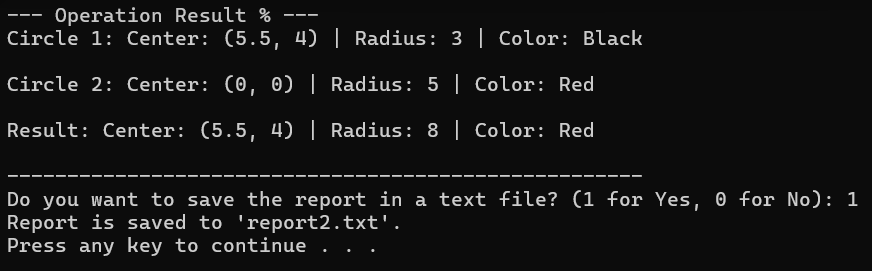 --- Operation Result % ---
Circle 1: Center: (5.5, 4) | Radius: 3 | Color: Black
Circle 2: Center: (0, 0) | Radius: 5 | Color: Red
Result: Center: (5.5, 4) | Radius: 8 | Color: Red
-----------------------------------------------------
Do you want to save the report in a text file? (1 for Yes, 0 for No): 1
Report is saved to 'report2.txt'.
Press any key to continue . . .